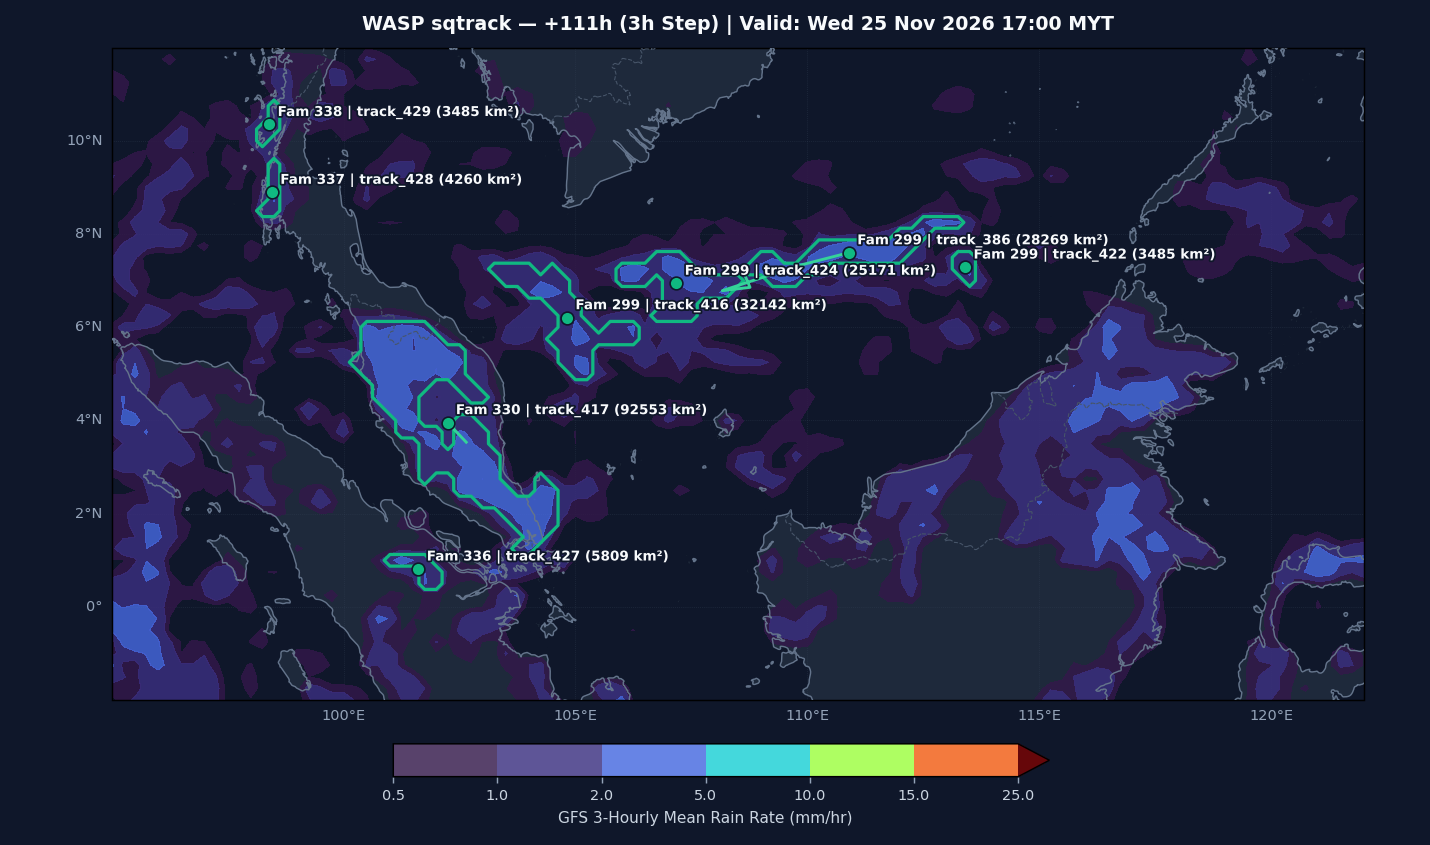 WASP sqtrack — +111h (3h Step) | Valid: Wed 25 Nov 2026 17:00 MYT
Fam 338 | track_429 (3485 km²)
10°N
Fam 337 | track_428 (4260 km²)
8°N
Fam 299 | track_386 (28269 km²)
Fam 299 | track_422 (3485 km²)
Fam 299 | track_424 (25171 km²)
Fam 299 | track_416 (32142 km²)
6°N
4°N
Fam 330 | track_417 (92553 km²)
2°N
Fam 336 | track_427 (5809 km²)
0°
100°E 105°E 110°E 115°E 120°E
0.5 1.0 2.0 5.0 10.0 15.0 25.0
GFS 3-Hourly Mean Rain Rate (mm/hr)